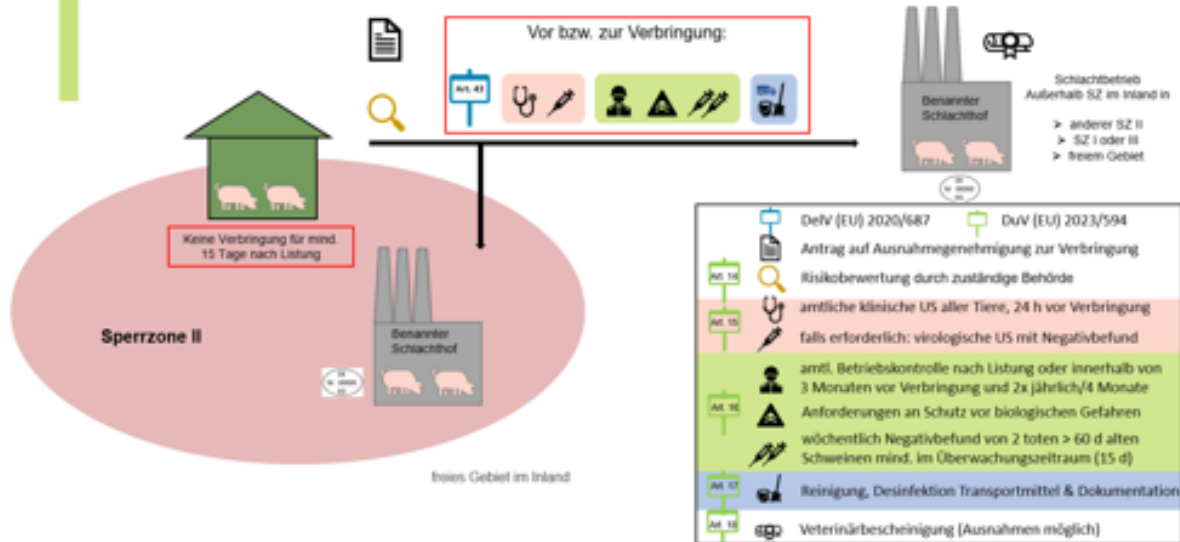 Vor bzw. zur Verbringung:
Art. 43
Benannter
Schlachthof
Schlachtbetrieb
Außerhalb SZ im Inland in
➢ anderer SZ II
➢ SZ I oder III
➢ freiem Gebiet
Keine Verbringung für mind.
15 Tage nach Listung
Sperrzone II
Benannter
Schlachthof
freies Gebiet im Inland
DelV (EU) 2020/687
DuV (EU) 2023/594
Antrag auf Ausnahmegenehmigung zur Verbringung
Art. 14
Risikobewertung durch zuständige Behörde
amtliche klinische US aller Tiere, 24 h vor Verbringung
Art. 15
falls erforderlich: virologische US mit Negativbefund
amtl. Betriebskontrolle nach Listung oder innerhalb von
3 Monaten vor Verbringung und 2x jährlich/4 Monate
Art. 16
Anforderungen an Schutz vor biologischen Gefahren
wöchentlich Negativbefund von 2 toten > 60 d alten
Schweinen mind. im Überwachungszeitraum (15 d)
Art. 17
Reinigung, Desinfektion Transportmittel & Dokumentation
Art. 18
Veterinärbescheinigung (Ausnahmen möglich)